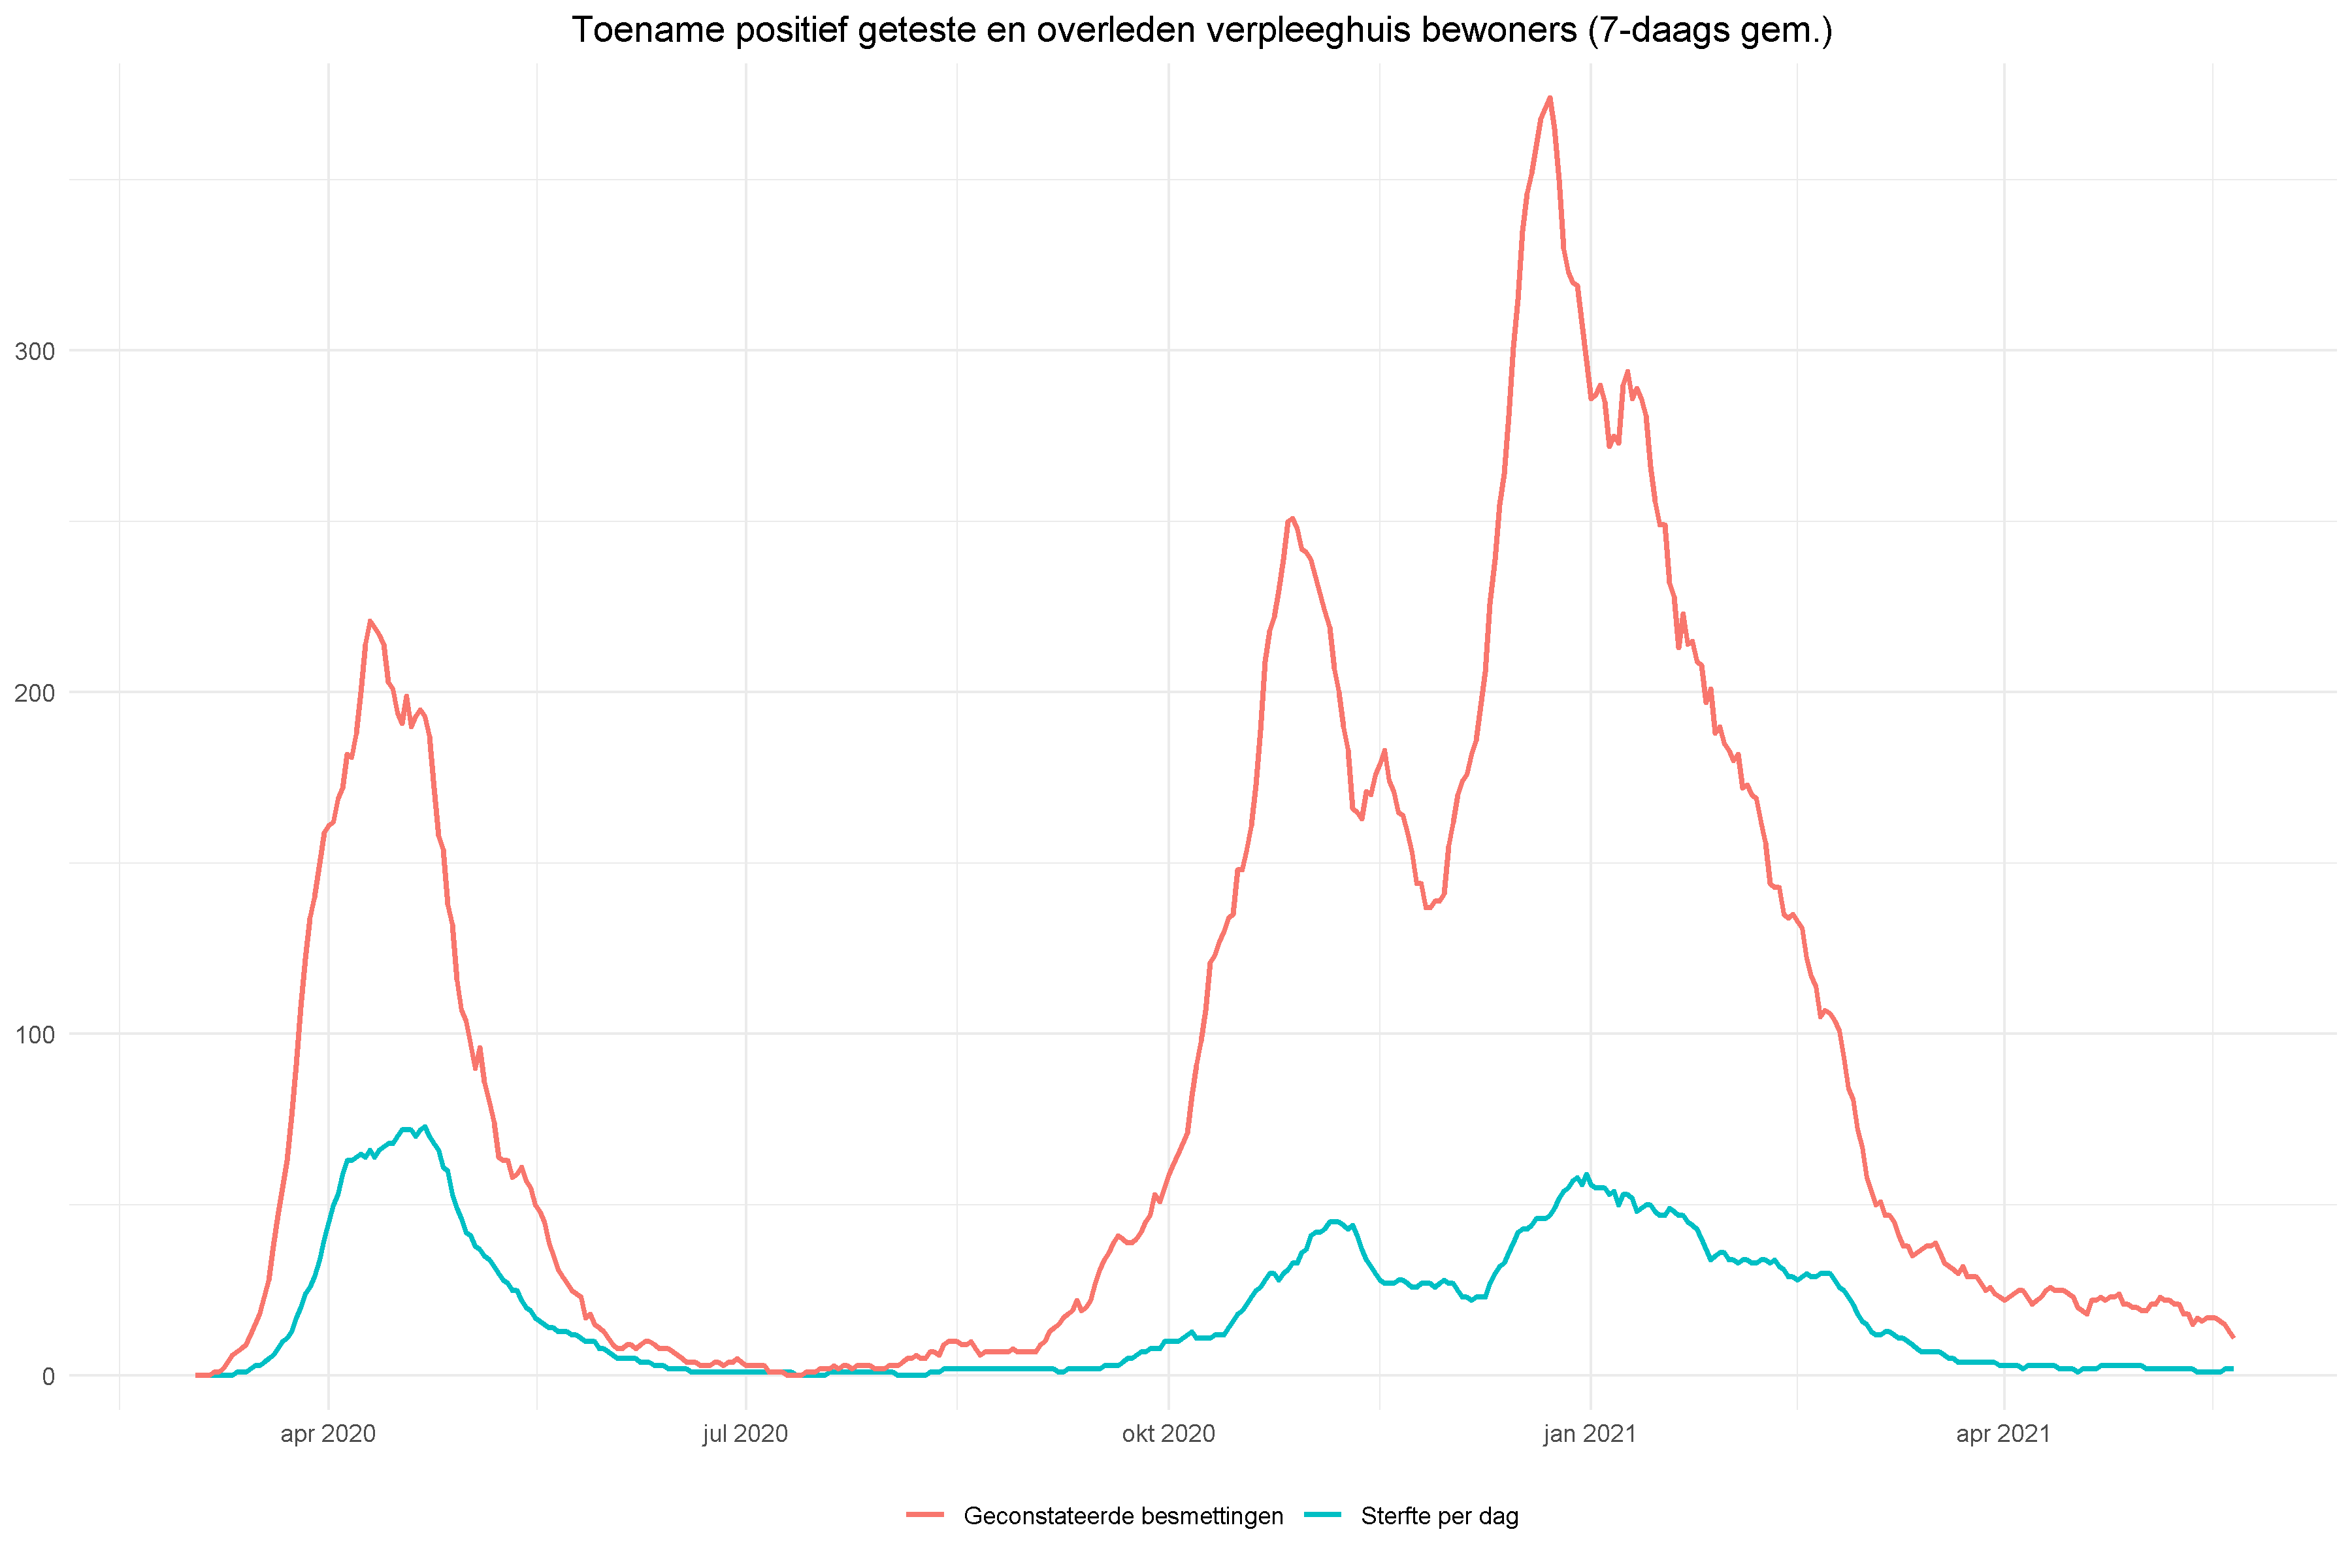 Toename positief geteste en overleden verpleeghuis bewoners (7-daags gem.)
300
200
100
0
apr 2020 jul 2020 okt 2020 jan 2021 apr 2021
Geconstateerde besmettingen Sterfte per dag